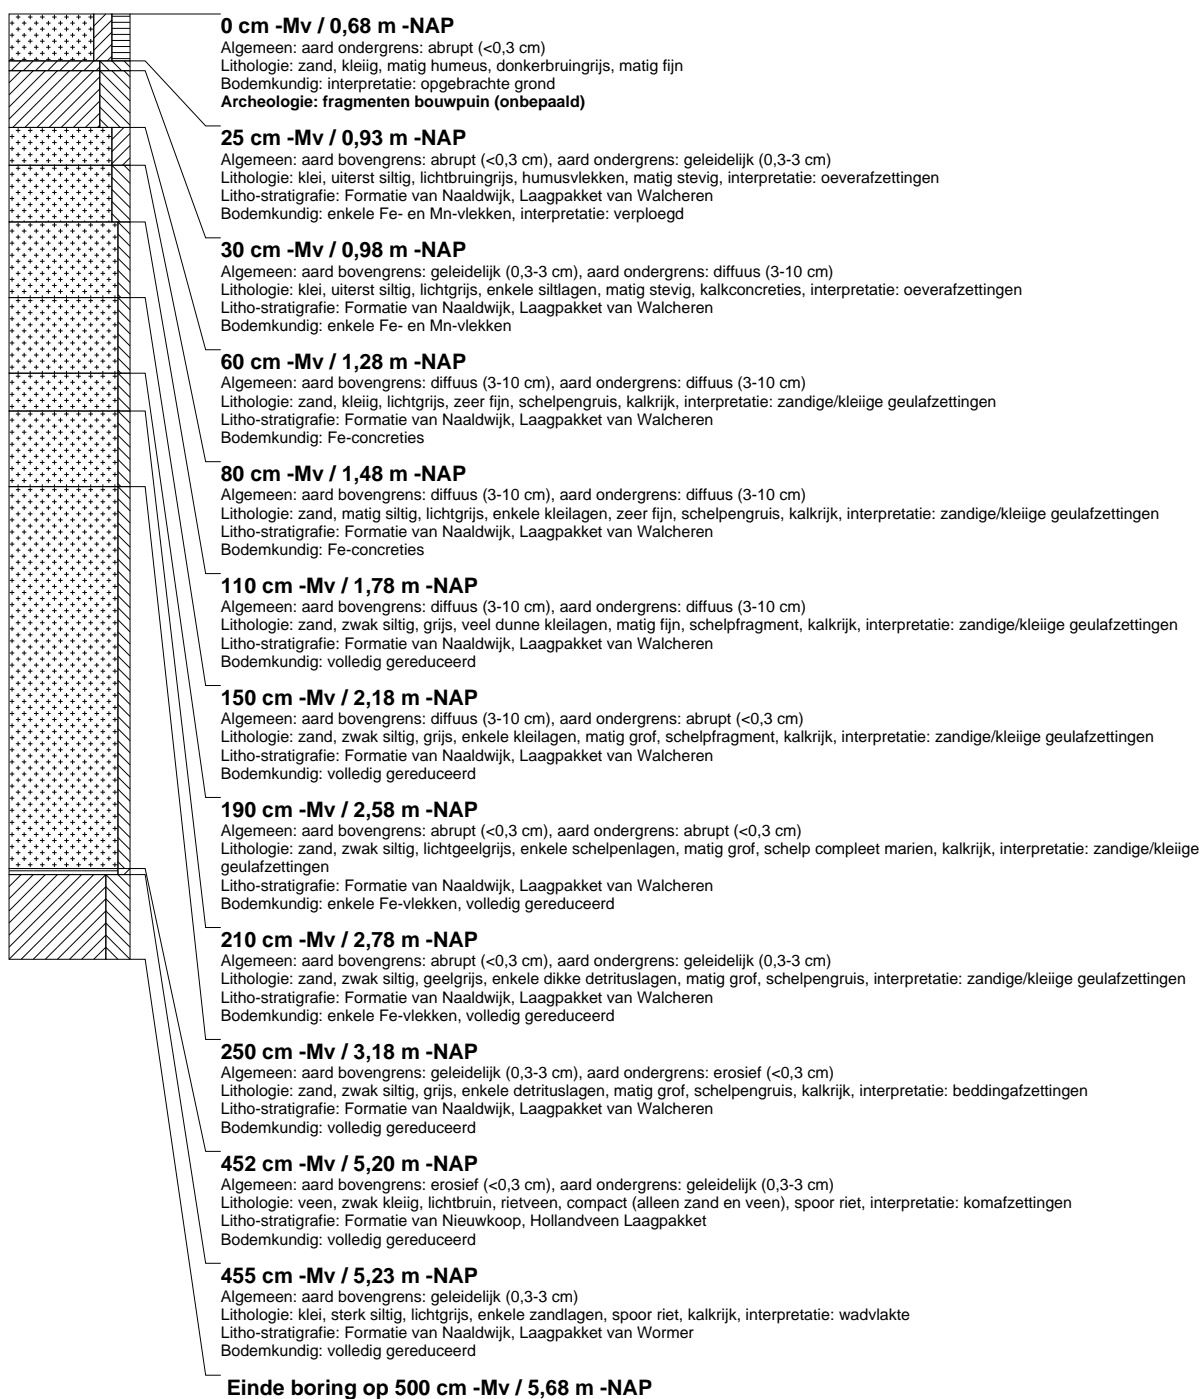 0 cm -Mv / 0,68 m -NAP
Algemeen: aard ondergrens: abrupt (<0,3 cm)
Lithologie: zand, kleiig, matig humeus, donkerbruingrijs, matig fijn
Bodemkundig: interpretatie: opgebrachte grond
Archeologie: fragmenten bouwpuin (onbepaald)
25 cm -Mv / 0,93 m -NAP
Algemeen: aard bovengrens: abrupt (<0,3 cm), aard ondergrens: geleidelijk (0,3-3 cm)
Lithologie: klei, uiterst siltig, lichtbruingrijs, humusvlekken, matig stevig, interpretatie: oeverafzettingen
Litho-stratigrafie: Formatie van Naaldwijk, Laagpakket van Walcheren
Bodemkundig: enkele Fe- en Mn-vlekken, interpretatie: verploegd
30 cm -Mv / 0,98 m -NAP
Algemeen: aard bovengrens: geleidelijk (0,3-3 cm), aard ondergrens: diffuus (3-10 cm)
Lithologie: klei, uiterst siltig, lichtgrijs, enkele siltlagen, matig stevig, kalkconcreties, interpretatie: oeverafzettingen
Litho-stratigrafie: Formatie van Naaldwijk, Laagpakket van Walcheren
Bodemkundig: enkele Fe- en Mn-vlekken
60 cm -Mv / 1,28 m -NAP
Algemeen: aard bovengrens: diffuus (3-10 cm), aard ondergrens: diffuus (3-10 cm)
Lithologie: zand, kleiig, lichtgrijs, zeer fijn, schelpengruis, kalkrijk, interpretatie: zandige/kleiige geulafzettingen
Litho-stratigrafie: Formatie van Naaldwijk, Laagpakket van Walcheren
Bodemkundig: Fe-concreties
80 cm -Mv / 1,48 m -NAP
Algemeen: aard bovengrens: diffuus (3-10 cm), aard ondergrens: diffuus (3-10 cm)
Lithologie: zand, matig siltig, lichtgrijs, enkele kleilagen, zeer fijn, schelpengruis, kalkrijk, interpretatie: zandige/kleiige geulafzettingen
Litho-stratigrafie: Formatie van Naaldwijk, Laagpakket van Walcheren
Bodemkundig: Fe-concreties
110 cm -Mv / 1,78 m -NAP
Algemeen: aard bovengrens: diffuus (3-10 cm), aard ondergrens: diffuus (3-10 cm)
Lithologie: zand, zwak siltig, grijs, veel dunne kleilagen, matig fijn, schelpfragment, kalkrijk, interpretatie: zandige/kleiige geulafzettingen
Litho-stratigrafie: Formatie van Naaldwijk, Laagpakket van Walcheren
Bodemkundig: volledig gereduceerd
150 cm -Mv / 2,18 m -NAP
Algemeen: aard bovengrens: diffuus (3-10 cm), aard ondergrens: abrupt (<0,3 cm)
Lithologie: zand, zwak siltig, grijs, enkele kleilagen, matig grof, schelpfragment, kalkrijk, interpretatie: zandige/kleiige geulafzettingen
Litho-stratigrafie: Formatie van Naaldwijk, Laagpakket van Walcheren
Bodemkundig: volledig gereduceerd
190 cm -Mv / 2,58 m -NAP
Algemeen: aard bovengrens: abrupt (<0,3 cm), aard ondergrens: abrupt (<0,3 cm)
Lithologie: zand, zwak siltig, lichtgeelgrijs, enkele schelpenlagen, matig grof, schelp compleet marien, kalkrijk, interpretatie: zandige/kleiige
geulafzettingen
Litho-stratigrafie: Formatie van Naaldwijk, Laagpakket van Walcheren
Bodemkundig: enkele Fe-vlekken, volledig gereduceerd
210 cm -Mv / 2,78 m -NAP
Algemeen: aard bovengrens: abrupt (<0,3 cm), aard ondergrens: geleidelijk (0,3-3 cm)
Lithologie: zand, zwak siltig, geelgrijs, enkele dikke detrituslagen, matig grof, schelpengruis, interpretatie: zandige/kleiige geulafzettingen
Litho-stratigrafie: Formatie van Naaldwijk, Laagpakket van Walcheren
Bodemkundig: enkele Fe-vlekken, volledig gereduceerd
250 cm -Mv / 3,18 m -NAP
Algemeen: aard bovengrens: geleidelijk (0,3-3 cm), aard ondergrens: erosief (<0,3 cm)
Lithologie: zand, zwak siltig, grijs, enkele detrituslagen, matig grof, schelpengruis, kalkrijk, interpretatie: beddingafzettingen
Litho-stratigrafie: Formatie van Naaldwijk, Laagpakket van Walcheren
Bodemkundig: volledig gereduceerd
452 cm -Mv / 5,20 m -NAP
Algemeen: aard bovengrens: erosief (<0,3 cm), aard ondergrens: geleidelijk (0,3-3 cm)
Lithologie: veen, zwak kleiig, lichtbruin, rietveen, compact (alleen zand en veen), spoor riet, interpretatie: komafzettingen
Litho-stratigrafie: Formatie van Nieuwkoop, Hollandveen Laagpakket
Bodemkundig: volledig gereduceerd
455 cm -Mv / 5,23 m -NAP
Algemeen: aard bovengrens: geleidelijk (0,3-3 cm)
Lithologie: klei, sterk siltig, lichtgrijs, enkele zandlagen, spoor riet, kalkrijk, interpretatie: wadvlakte
Litho-stratigrafie: Formatie van Naaldwijk, Laagpakket van Wormer
Bodemkundig: volledig gereduceerd
Einde boring op 500 cm -Mv / 5,68 m -NAP